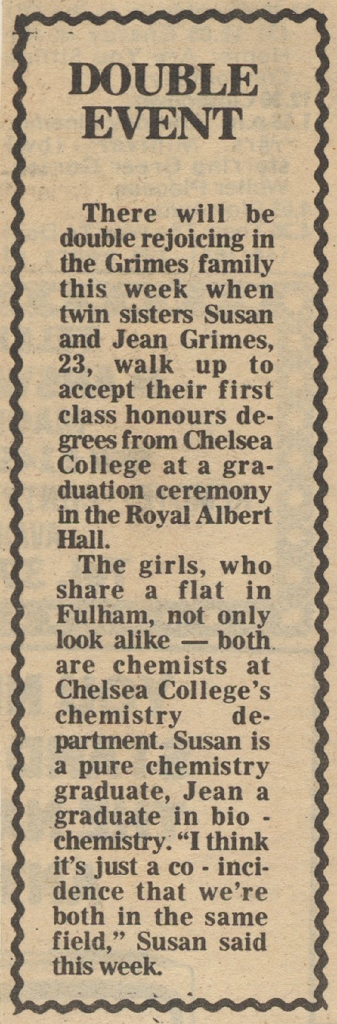 DOUBLE
EVENT
There will be
double rejoicing in
the Grimes family
this week when
twin sisters Susan
and Jean Grimes,
23, walk up to
accept their first
class honours de-
grees from Chelsea
College at a gra-
duation ceremony
in the Royal Albert
Hall.
The girls, who
share a flat in
Fulham, not only
look alike — both
are chemists at
Chelsea College's
chemistry de-
partment. Susan is
a pure chemistry
graduate, Jean a
graduate in bio -
chemistry. “I think
it's just a co - inci-
dence that we're
both in the same
field,” Susan said
this week.